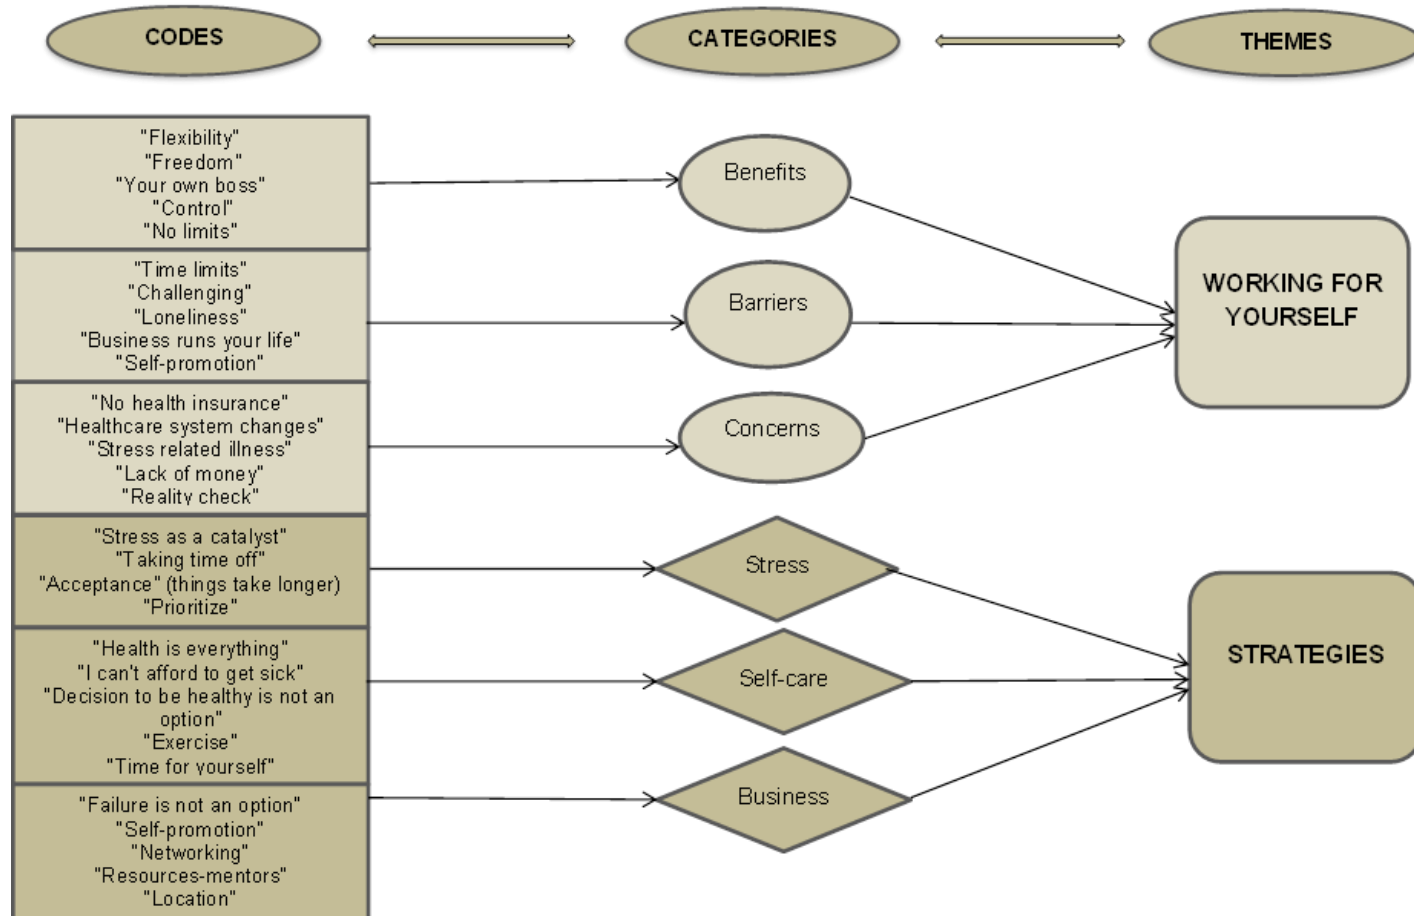 CODES
CATEGORIES
THEMES
"Flexibility"
"Freedom"
"Your own boss"
"Control"
"No limits"
Benefits
"Time limits"
"Challenging"
"Loneliness"
"Business runs your life"
"Self-promotion"
Barriers
WORKING FOR
YOURSELF
"No health insurance"
"Healthcare system changes"
"Stress related illness"
"Lack of money"
"Reality check"
Concerns
"Stress as a catalyst"
"Taking time off"
"Acceptance" (things take longer)
"Prioritize"
Stress
"Health is everything"
"I can't afford to get sick"
"Decision to be healthy is not an
option"
"Exercise"
"Time for yourself"
Self-care
STRATEGIES
"Failure is not an option"
"Self-promotion"
"Networking"
"Resources-mentors"
"Location"
Business